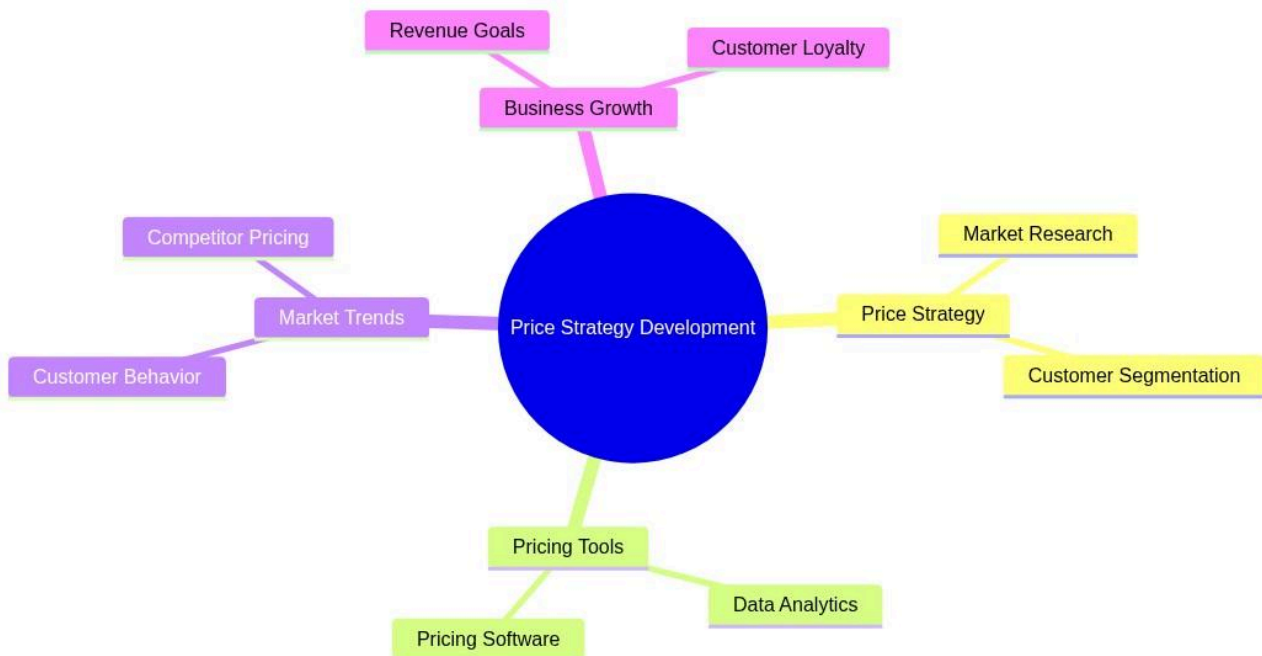 Revenue Goals
Customer Loyalty
Business Growth
Competitor Pricing
Market Trends
Customer Behavior
Price Strategy Development
Market Research
Price Strategy
Customer Segmentation
Pricing Tools
Data Analytics
Pricing Software